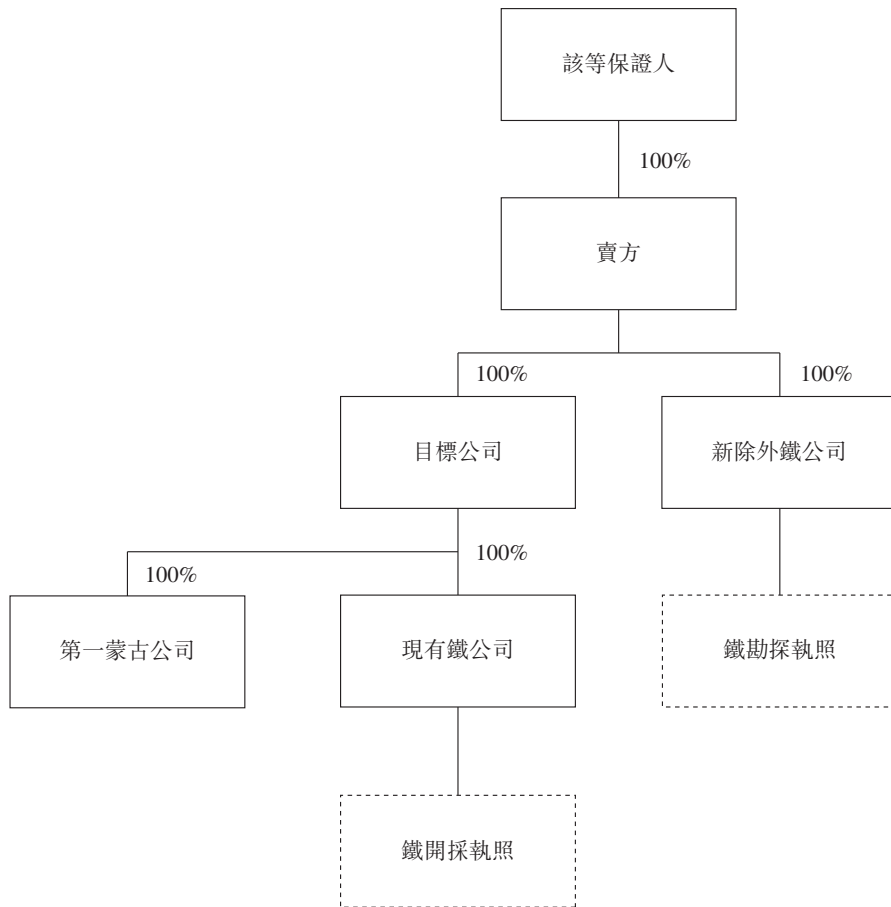 該等保證人
100%
賣方
100%
100%
目標公司
新除外鐵公司
100%
100%
第一蒙古公司
現有鐵公司
鐵勘探執照
鐵開採執照